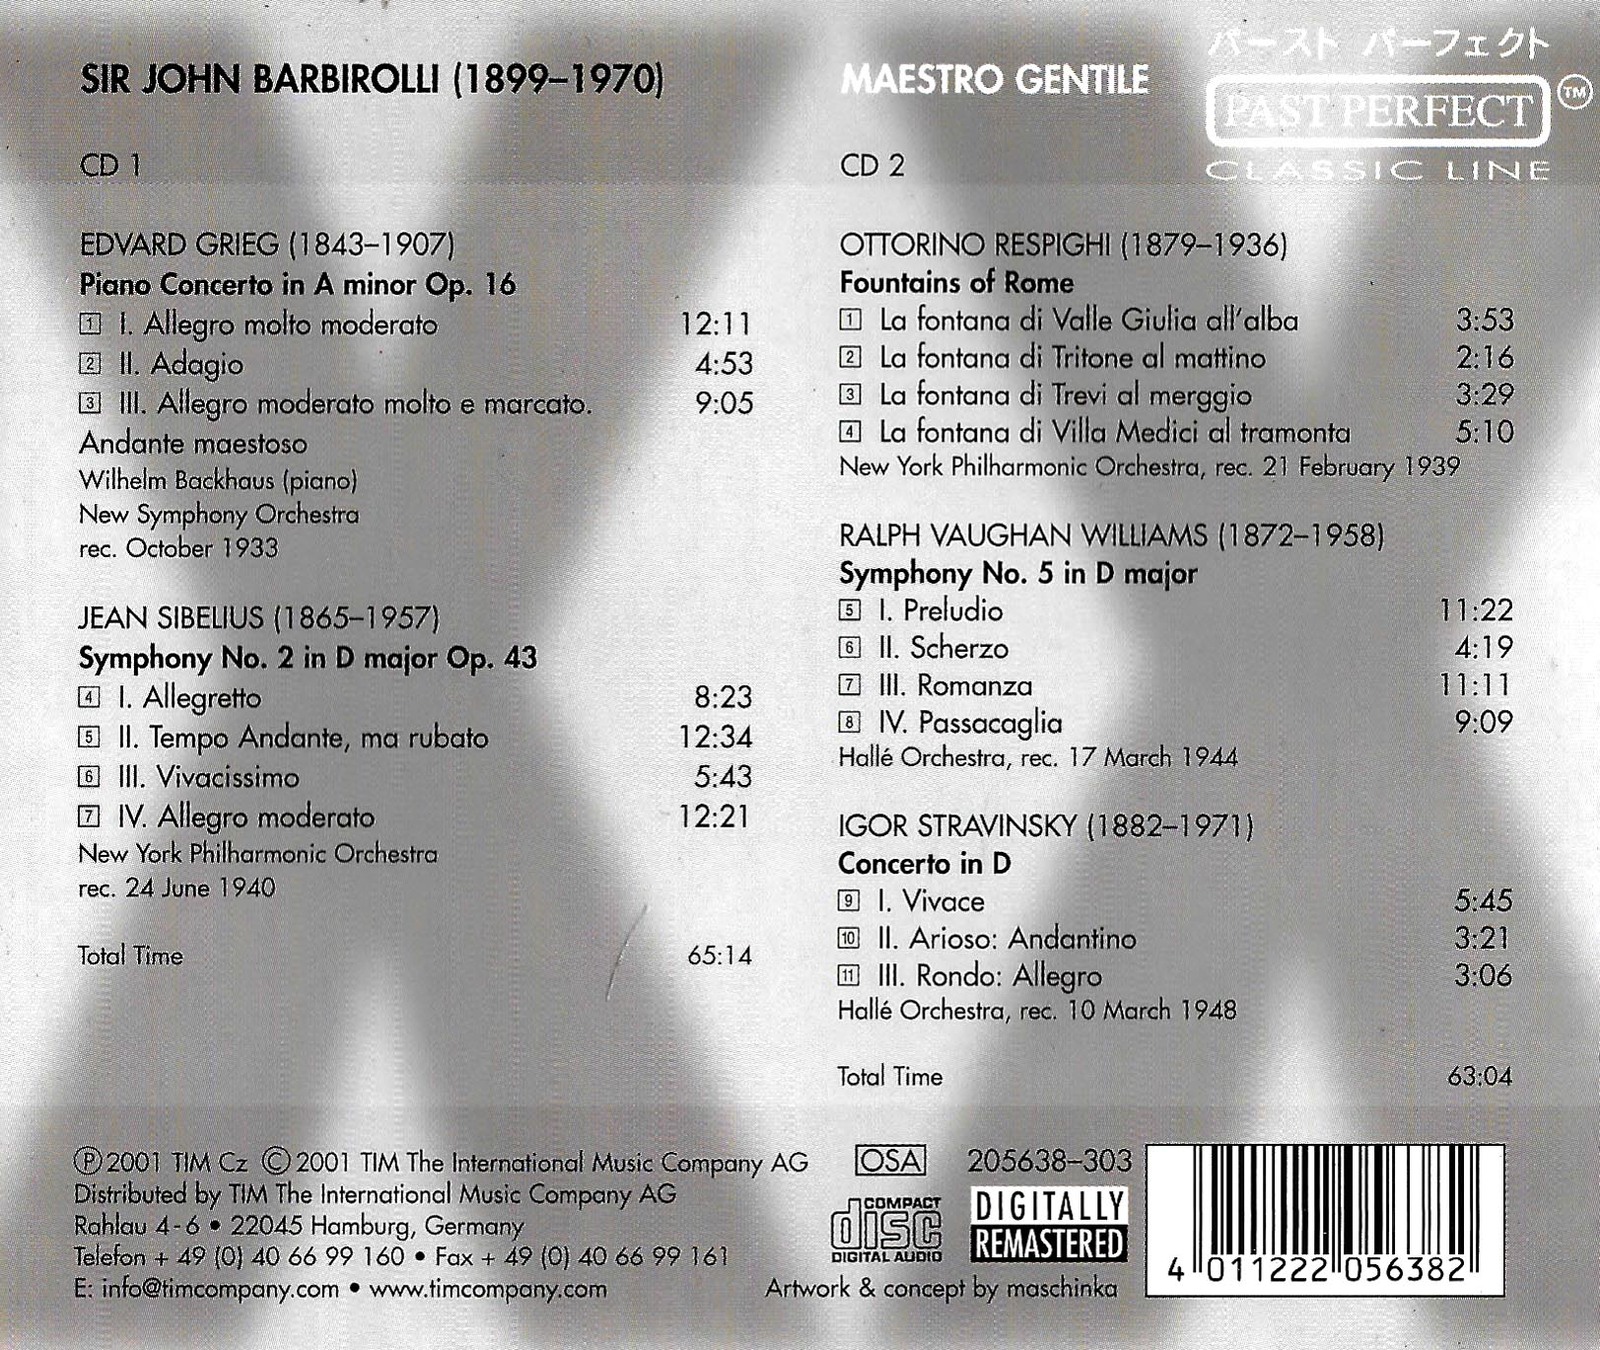 SIR JOHN BARBIROLLI (1899–1970)
CD 1
EDVARD GRIEG (1843–1907)
Piano Concerto in A minor Op. 16
1 I. Allegro molto moderato 12:11
2 II. Adagio 4:53
3 III. Allegro moderato molto e marcato. 9:05
Andante maestoso
Wilhelm Backhaus (piano)
New Symphony Orchestra
rec. October 1933
JEAN SIBELIUS (1865–1957)
Symphony No. 2 in D major Op. 43
4 I. Allegretto 8:23
5 II. Tempo Andante, ma rubato 12:34
6 III. Vivacissimo 5:43
7 IV. Allegro moderato 12:21
New York Philharmonic Orchestra
rec. 24 June 1940
Total Time 65:14
MAESTRO GENTILE
パースト パーフェクト
PAST PERFECT TM
CLASSIC LINE
CD 2
OTTORINO RESPIGHI (1879–1936)
Fountains of Rome
1 La fontana di Valle Giulia all'alba 3:53
2 La fontana di Tritone al mattino 2:16
3 La fontana di Trevi al merggio 3:29
4 La fontana di Villa Medici al tramonta 5:10
New York Philharmonic Orchestra, rec. 21 February 1939
RALPH VAUGHAN WILLIAMS (1872–1958)
Symphony No. 5 in D major
5 I. Preludio 11:22
6 II. Scherzo 4:19
7 III. Romanza 11:11
8 IV. Passacaglia 9:09
Hallé Orchestra, rec. 17 March 1944
IGOR STRAVINSKY (1882–1971)
Concerto in D
9 I. Vivace 5:45
10 II. Arioso: Andantino 3:21
11 III. Rondo: Allegro 3:06
Hallé Orchestra, rec. 10 March 1948
Total Time 63:04
Ⓟ2001 TIM Cz ©2001 TIM The International Music Company AG
Distributed by TIM The International Music Company AG
Rahlau 4-6 • 22045 Hamburg, Germany
Telefon + 49 (0) 40 66 99 160 • Fax + 49 (0) 40 66 99 161
E: info@timcompany.com • www.timcompany.com
OSA 205638–303
COMPACT
disc
DIGITAL AUDIO
DIGITALLY
REMASTERED
Artwork & concept by maschinka
4 011222 056382